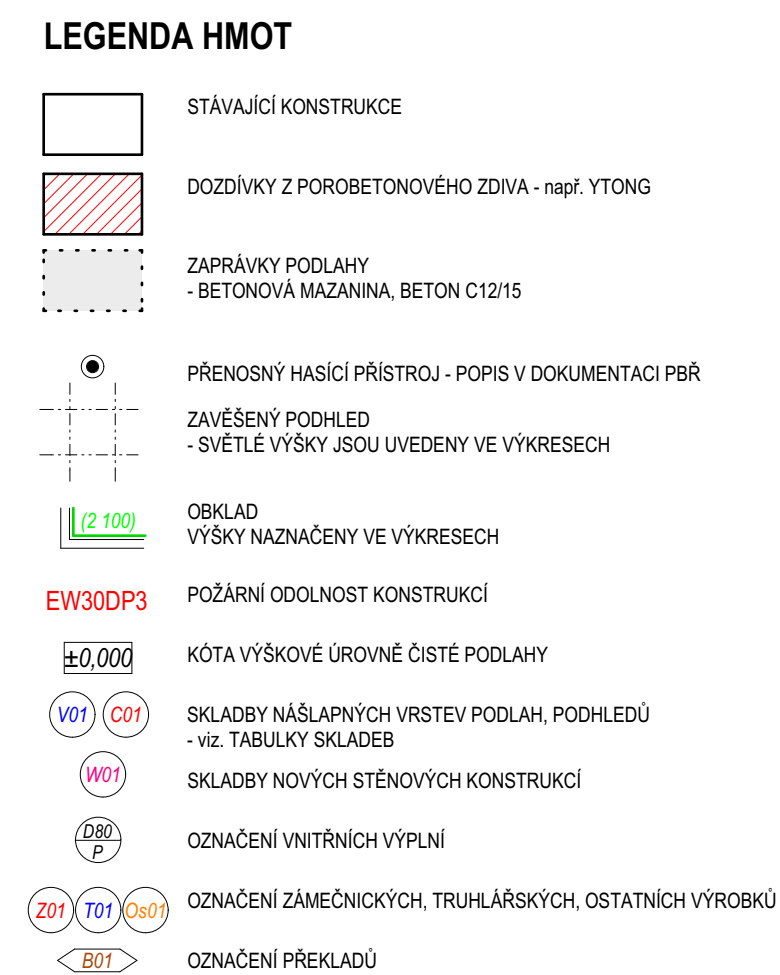 LEGENDA HMOT
STÁVAJÍCÍ KONSTRUKCE
DOZDÍVKY Z POROBETONOVÉHO ZDIVA - např. YTONG
ZAPRÁVKY PODLAHY
- BETONOVÁ MAZANINA, BETON C12/15
PŘENOSNÝ HASÍCÍ PŘÍSTROJ - POPIS V DOKUMENTACI PBŘ
ZAVĚŠENÝ PODHLED
- SVĚTLÉ VÝŠKY JSOU UVEDENY VE VÝKRESECH
(2 100)
OBKLAD
VÝŠKY NAZNAČENY VE VÝKRESECH
EW30DP3 POŽÁRNÍ ODOLNOST KONSTRUKCÍ
±0,000 KÓTA VÝŠKOVÉ ÚROVNĚ ČISTÉ PODLAHY
V01 C01 SKLADBY NÁŠLAPNÝCH VRSTEV PODLAH, PODHLEDŮ
- viz. TABULKY SKLADEB
W01 SKLADBY NOVÝCH STĚNOVÝCH KONSTRUKCÍ
D80
P
OZNAČENÍ VNITŘNÍCH VÝPLNÍ
Z01 T01 Os01 OZNAČENÍ ZÁMEČNICKÝCH, TRUHLÁŘSKÝCH, OSTATNÍCH VÝROBKŮ
B01 OZNAČENÍ PŘEKLADŮ